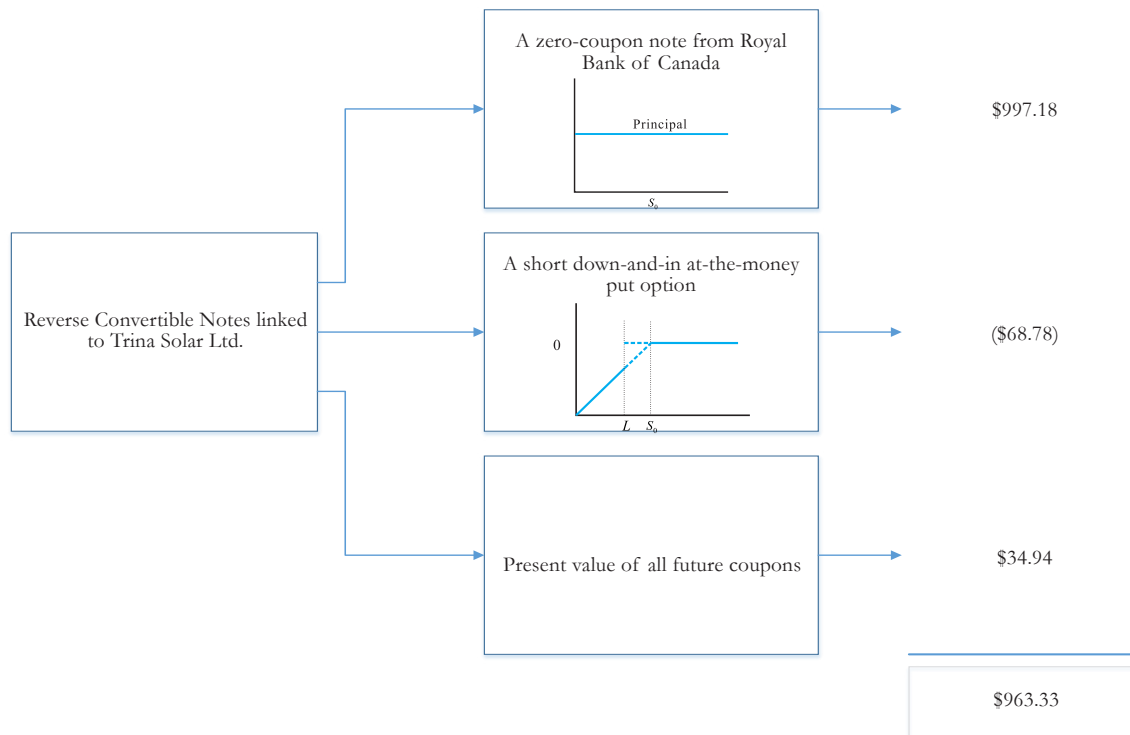 A zero-coupon note from Royal
Bank of Canada
Principal
S₀
$997.18
Reverse Convertible Notes linked
to Trina Solar Ltd.
A short down-and-in at-the-money
put option
0
L S₀
($68.78)
Present value of all future coupons
$34.94
$963.33